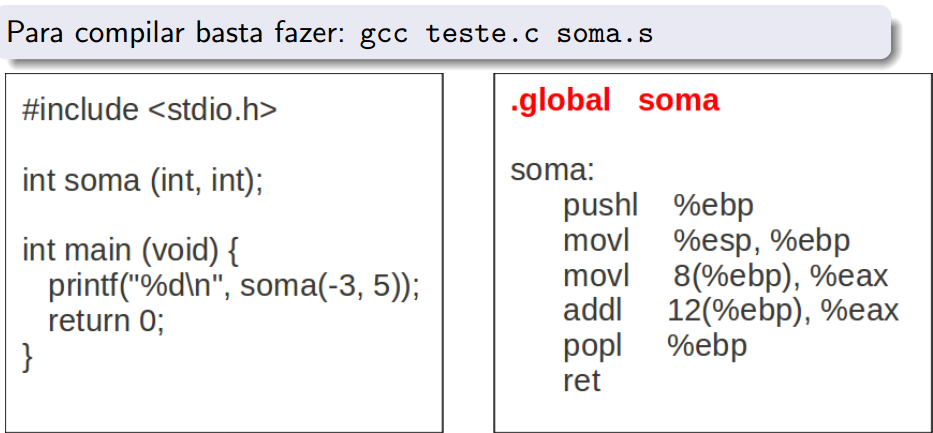 Para compilar basta fazer: gcc teste.c soma.s
#include <stdio.h>
int soma (int, int);
int main (void) {
printf("%d\n", soma(-3, 5));
return 0;
}
.global soma
soma:
pushl %ebp
movl %esp, %ebp
movl 8(%ebp), %eax
addl 12(%ebp), %eax
popl %ebp
ret